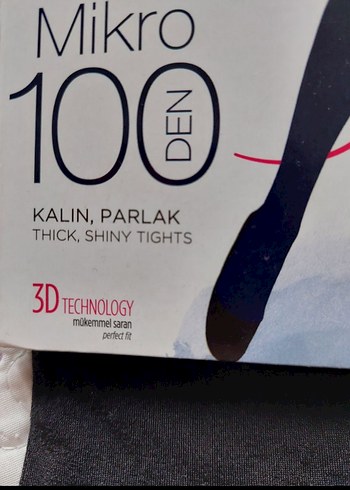 Mikro
100 DEN
KALIN, PARLAK
THICK, SHINY TIGHTS
3D TECHNOLOGY
mükemmel saran
perfect fit